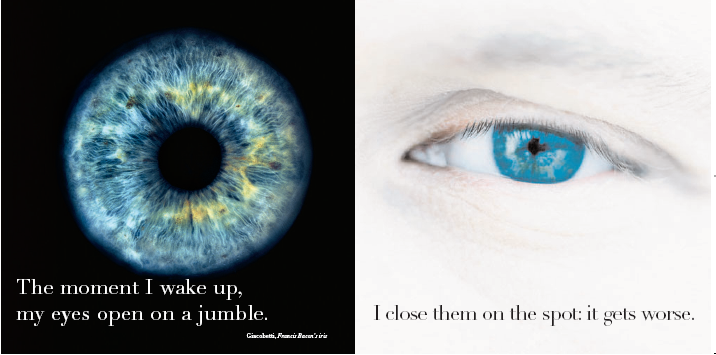 The moment I wake up,
my eyes open on a jumble.
Giacobetti, Francis Bacon's iris
I close them on the spot: it gets worse.